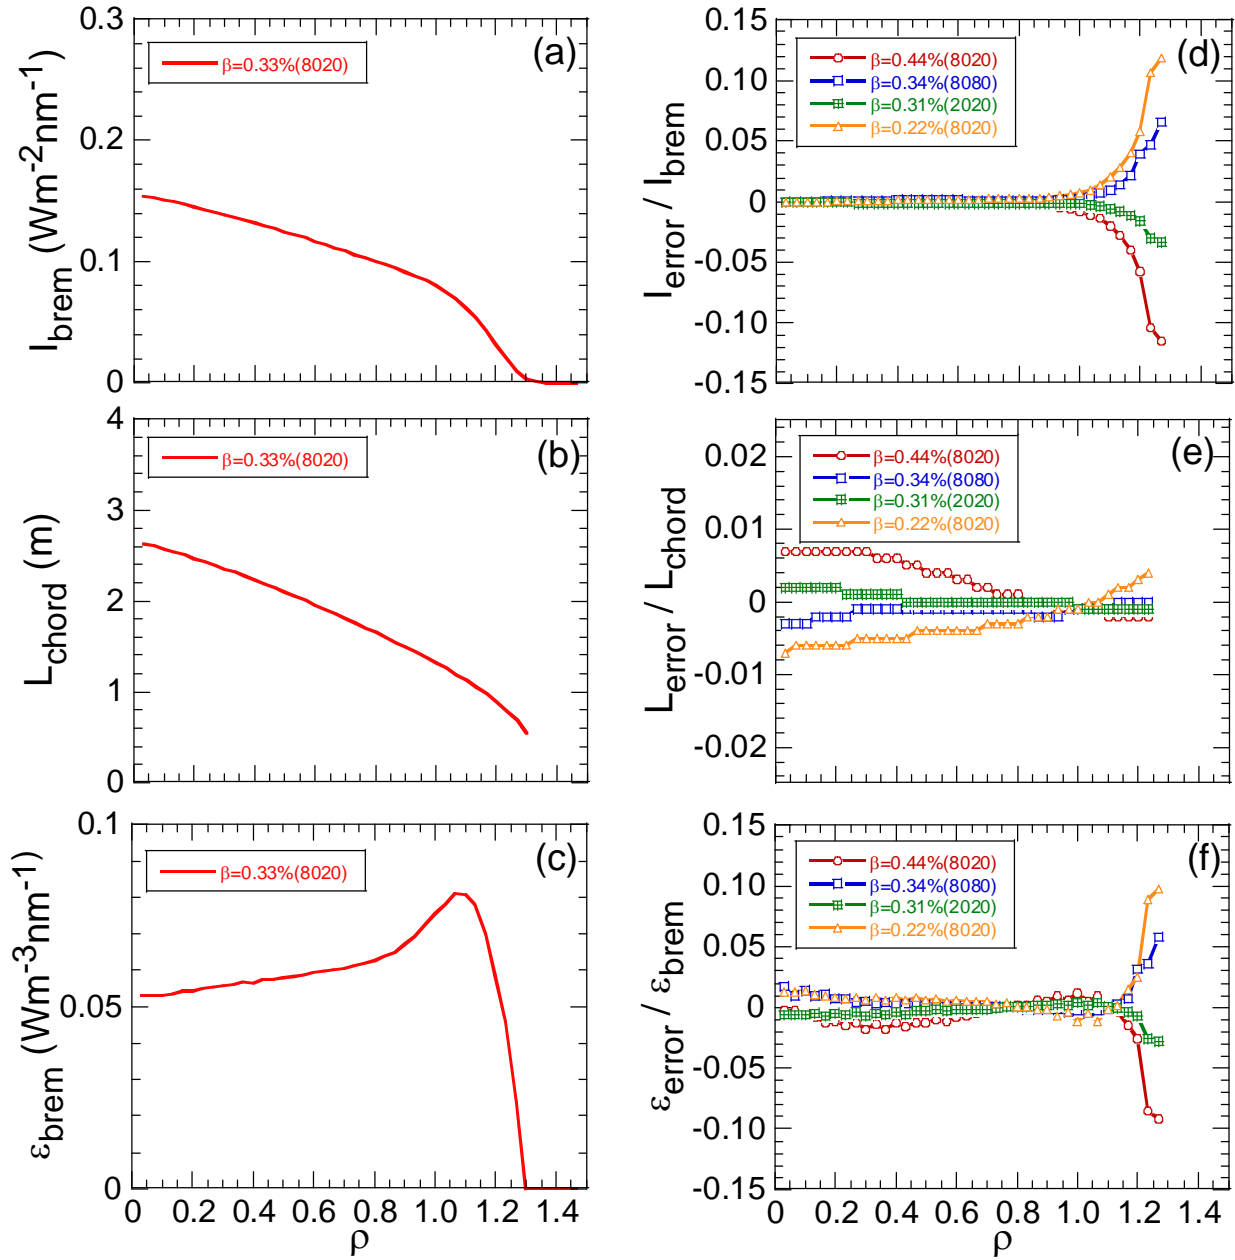 (a)
β=0.33%(8020)
I_brem (Wm^-2nm^-1)
0.3
0.2
0.1
0
(d)
β=0.44%(8020)
β=0.34%(8080)
β=0.31%(2020)
β=0.22%(8020)
I_error / I_brem
0.15
0.10
0.05
0
-0.05
-0.10
-0.15
(b)
β=0.33%(8020)
L_chord (m)
4
3
2
1
0
(e)
β=0.44%(8020)
β=0.34%(8080)
β=0.31%(2020)
β=0.22%(8020)
L_error / L_chord
0.02
0.01
0
-0.01
-0.02
(c)
β=0.33%(8020)
ε_brem (Wm^-3nm^-1)
0.1
0.05
0
0 0.2 0.4 0.6 0.8 1.0 1.2 1.4
ρ
(f)
β=0.44%(8020)
β=0.34%(8080)
β=0.31%(2020)
β=0.22%(8020)
ε_error / ε_brem
0.15
0.10
0.05
0
-0.05
-0.10
-0.15
0 0.2 0.4 0.6 0.8 1.0 1.2 1.4
ρ